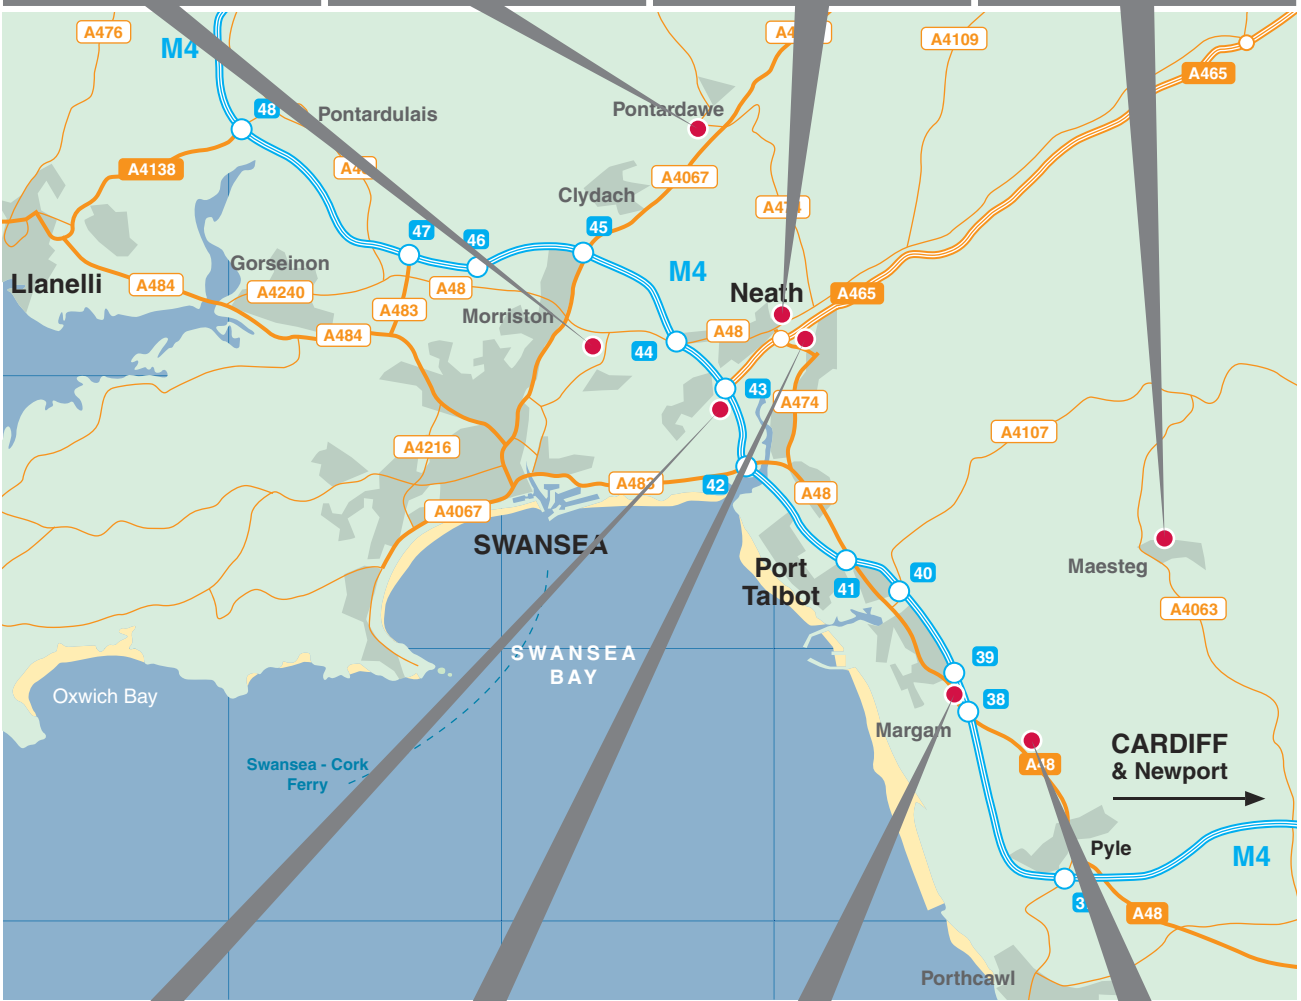 A476
M4
A4109
A465
48
Pontardulais
Pontardawe
A4138
A4067
Clydach
A474
47
46
45
Llanelli
Gorseinon
A484
A4240
A48
A483
M4
Neath
A465
Morriston
A484
44
A48
43
A474
A4216
A4107
A483
42
A48
A4067
SWANSEA
Port
Talbot
41
40
Maesteg
A4063
SWANSEA
BAY
39
38
Oxwich Bay
Margam
Swansea - Cork
Ferry
A48
CARDIFF
& Newport
Pyle
M4
A48
Porthcawl